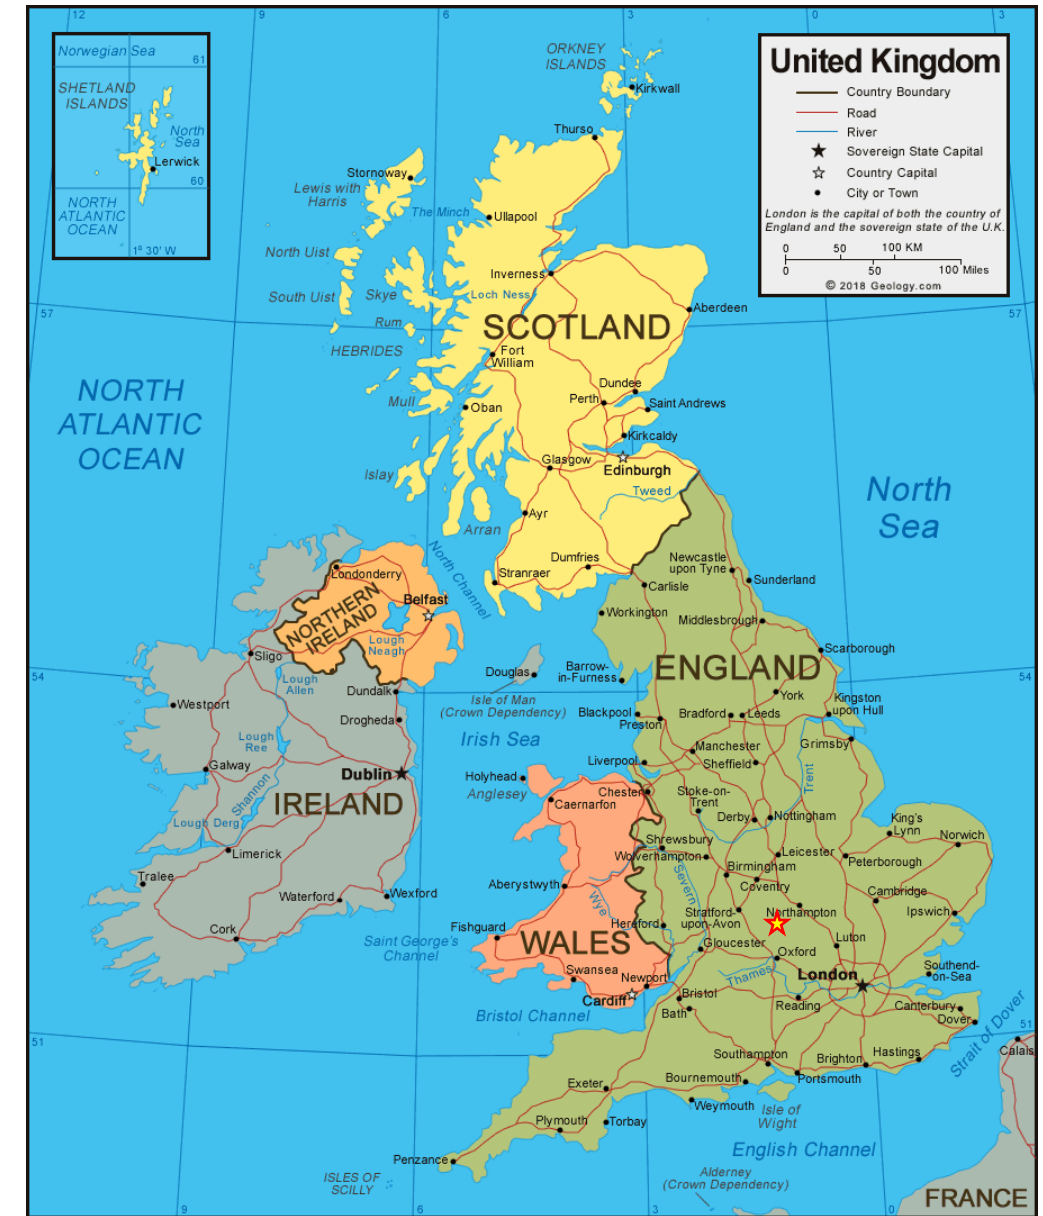 12
9
6
3
0
3
Norwegian Sea
61
SHETLAND
ISLANDS
North
Sea
Lerwick
60
NORTH
ATLANTIC
OCEAN
1° 30' W
ORKNEY
ISLANDS
Kirkwall
United Kingdom
Country Boundary
Road
River
Sovereign State Capital
Country Capital
City or Town
London is the capital of both the country of
England and the sovereign state of the U.K.
0 50 100 KM
0 50 100 Miles
© 2018 Geology.com
Thurso
Stornoway
Lewis with
Harris
The Minch
Ullapool
North Uist
Inverness
South Uist
Skye
Loch Ness
Aberdeen
57
57
Rum
SCOTLAND
HEBRIDES
Fort
William
NORTH
ATLANTIC
OCEAN
Dundee
Mull
Oban
Perth
Saint Andrews
Kirkcaldy
Glasgow
Edinburgh
Islay
Tweed
North
Sea
Ayr
Arran
North Channel
Dumfries
Newcastle
upon Tyne
Stranraer
Londonderry
Sunderland
Carlisle
Belfast
NORTHERN
IRELAND
Workington
Middlesbrough
Lough
Neagh
Sligo
Scarborough
ENGLAND
54
54
Lough
Allen
Douglas
Barrow-
in-Furness
Dundalk
Isle of Man
(Crown Dependency)
York
Westport
Drogheda
Blackpool
Preston
Bradford
Leeds
Kingston
upon Hull
Lough
Ree
Irish Sea
Manchester
Grimsby
Galway
Dublin
Liverpool
Sheffield
Holyhead
Trent
Shannon
IRELAND
Anglesey
Chester
Stoke-on-
Trent
Caernarfon
Lough Derg
Derby
Nottingham
King's
Lynn
Norwich
Shrewsbury
Limerick
Wolverhampton
Leicester
Peterborough
Birmingham
Tralee
Severn
Aberystwyth
Coventry
Cambridge
Waterford
Wexford
Wye
Stratford-
upon-Avon
Northampton
Ipswich
Fishguard
Hereford
Cork
Saint George's
Channel
WALES
Gloucester
Luton
Oxford
Swansea
Newport
Thames
London
Southend-
on-Sea
Cardiff
Bristol
Reading
Canterbury
Bath
Dover
Bristol Channel
Strait of Dover
51
51
Calais
Southampton
Brighton
Hastings
Exeter
Bournemouth
Portsmouth
Weymouth
Isle of
Wight
Plymouth
Torbay
English Channel
Penzance
ISLES OF
SCILLY
Alderney
(Crown Dependency)
FRANCE
9
6
3
0